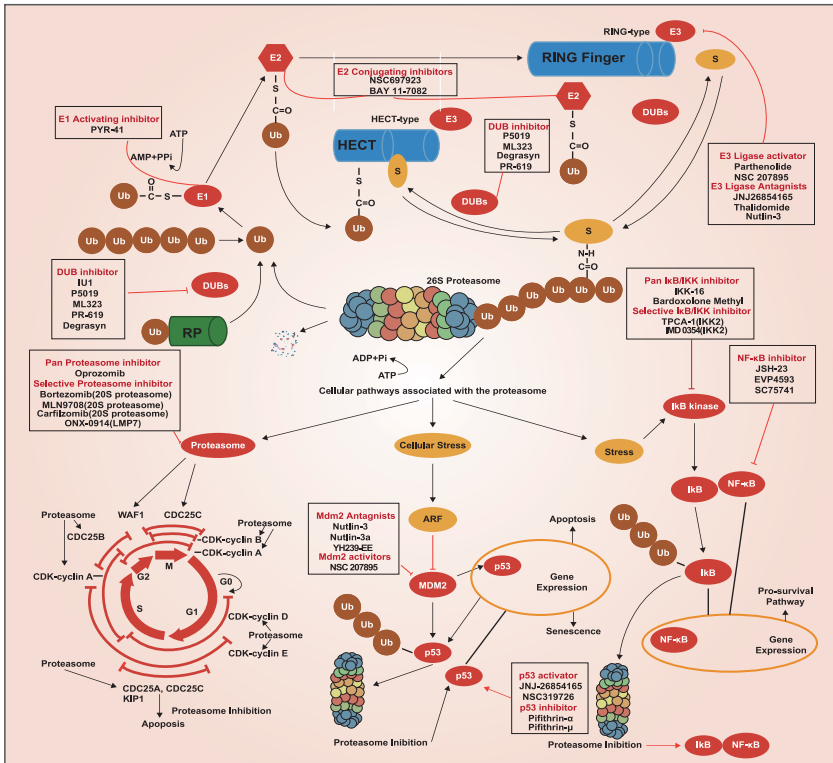 RING-type
E3
E2
RING Finger
S
E2 Conjugating inhibitors
NSC697923
BAY 11-7082
S
C=O
Ub
E2
S
C=O
Ub
DUBs
E1 Activating inhibitor
PYR-41
ATP
AMP+PPi
HECT-type
E3
HECT
S
S
C=O
Ub
DUB inhibitor
P5019
ML323
Degrasyn
PR-619
DUBs
E3 Ligase activator
Parthenolide
NSC 207895
E3 Ligase Antagnists
JNJ26854165
Thalidomide
Nutlin-3
Ub
C
O
S
E1
Ub Ub Ub Ub Ub
Ub
S
N-H
C=O
Ub Ub Ub Ub Ub
26S Proteasome
DUB inhibitor
IU1
P5019
ML323
PR-619
Degrasyn
DUBs
Ub
RP
ADP+Pi
ATP
Cellular pathways associated with the proteasome
Pan IκB/IKK inhibitor
IKK-16
Bardoxolone Methyl
Selective IκB/IKK inhibitor
TPCA-1(IKK2)
IMD 0354(IKK2)
NF-κB inhibitor
JSH-23
EVP4593
SC75741
Pan Proteasome inhibitor
Oprozomib
Selective Proteasome inhibitor
Bortezomib(20S proteasome)
MLN9708(20S proteasome)
Carfilzomib(20S proteasome)
ONX-0914(LMP7)
Proteasome
Cellular Stress
Stress
IkB kinase
IkB
NF-κB
Proteasome
WAF1
CDC25C
CDC25B
Proteasome
CDK-cyclin B
CDK-cyclin A
CDK-cyclin A
M
G2
G0
S
G1
CDK-cyclin D
Proteasome
CDK-cyclin E
Proteasome
CDC25A, CDC25C
KIP1
Proteasome Inhibition
Apoposis
ARF
Mdm2 Antagnists
Nutlin-3
Nutlin-3a
YH239-EE
Mdm2 activitors
NSC 207895
MDM2
p53
Apoptosis
Gene
Expression
Senescence
Ub
Ub
Ub
p53
p53
p53 activator
JNJ-26854165
NSC319726
p53 inhibitor
Pifithrin-α
Pifithrin-μ
Proteasome Inibition
Ub
Ub
Ub
IkB
Pro-survival
Pathway
NF-κB
Gene
Expression
Proteasome Inibition
IkB
NF-κB